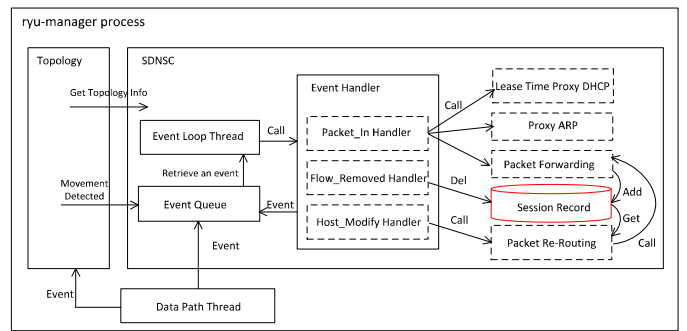 ryu-manager process
Topology
SDNSC
Get Topology Info
Event Handler
Lease Time Proxy DHCP
Call
Event Loop Thread
Call
Packet_In Handler
Proxy ARP
Packet Forwarding
Retrieve an event
Flow_Removed Handler
Del
Movement
Detected
Add
Event Queue
Event
Session Record
Host_Modify Handler
Call
Get
Event
Packet Re-Routing
Call
Event
Data Path Thread